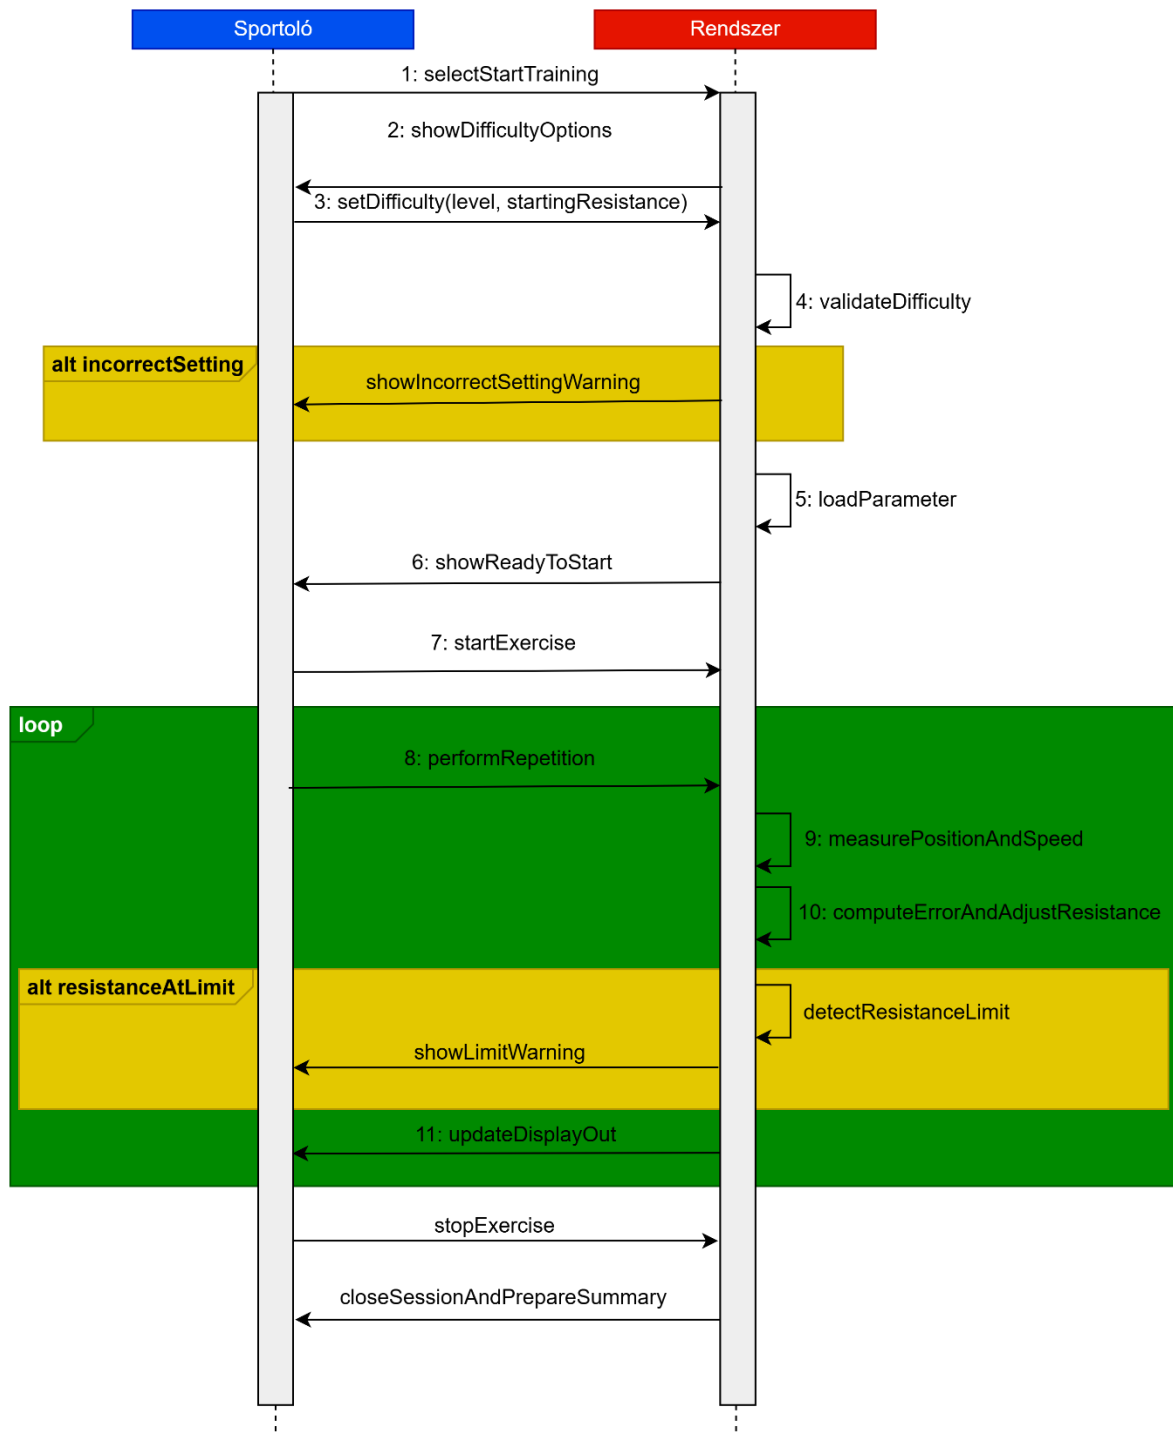 Sportoló
Rendszer
1: selectStartTraining
2: showDifficultyOptions
3: setDifficulty(level, startingResistance)
4: validateDifficulty
alt incorrectSetting
showIncorrectSettingWarning
5: loadParameter
6: showReadyToStart
7: startExercise
loop
8: performRepetition
9: measurePositionAndSpeed
10: computeErrorAndAdjustResistance
alt resistanceAtLimit
detectResistanceLimit
showLimitWarning
11: updateDisplayOut
stopExercise
closeSessionAndPrepareSummary